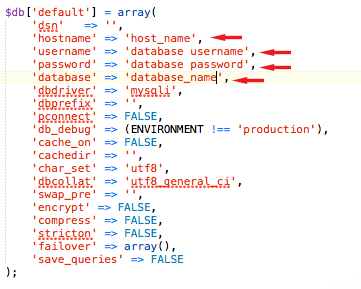 $db['default'] = array(
'dsn' => '',
'hostname' => 'host_name',
'username' => 'database username',
'password' => 'database password',
'database' => 'database_name',
'dbdriver' => 'mysqli',
'dbprefix' => '',
'pconnect' => FALSE,
'db_debug' => (ENVIRONMENT !== 'production'),
'cache_on' => FALSE,
'cachedir' => '',
'char_set' => 'utf8',
'dbcollat' => 'utf8_general_ci',
'swap_pre' => '',
'encrypt' => FALSE,
'compress' => FALSE,
'stricton' => FALSE,
'failover' => array(),
'save_queries' => FALSE
);